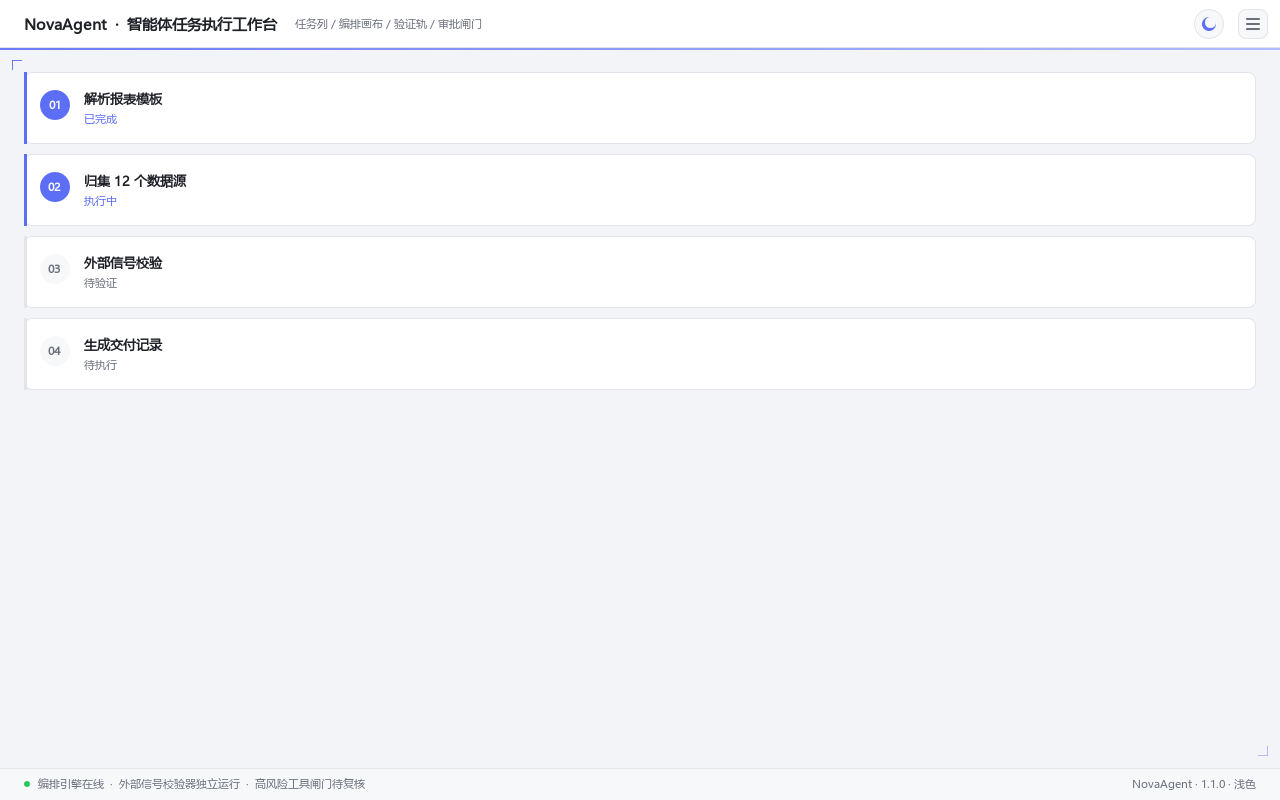 NovaAgent · 智能体任务执行工作台
任务列 / 编排画布 / 验证轨 / 审批闸门
01
解析报表模板
已完成
02
归集 12 个数据源
执行中
03
外部信号校验
待验证
04
生成交付记录
待执行
编排引擎在线 · 外部信号校验器独立运行 · 高风险工具闸门待复核
NovaAgent · 1.1.0 · 浅色